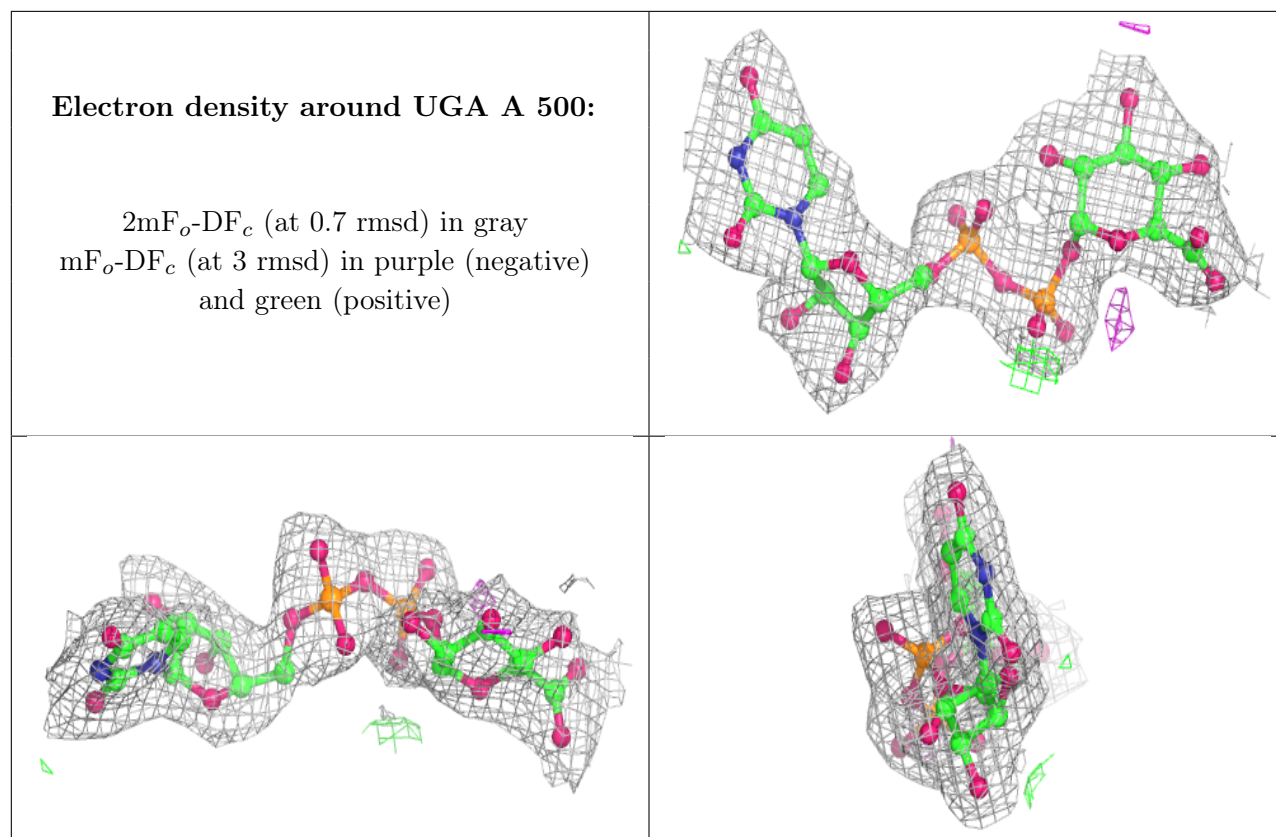 Electron density around UGA A 500:
2mFₒ-DF𝒸 (at 0.7 rmsd) in gray
mFₒ-DF𝒸 (at 3 rmsd) in purple (negative)
and green (positive)